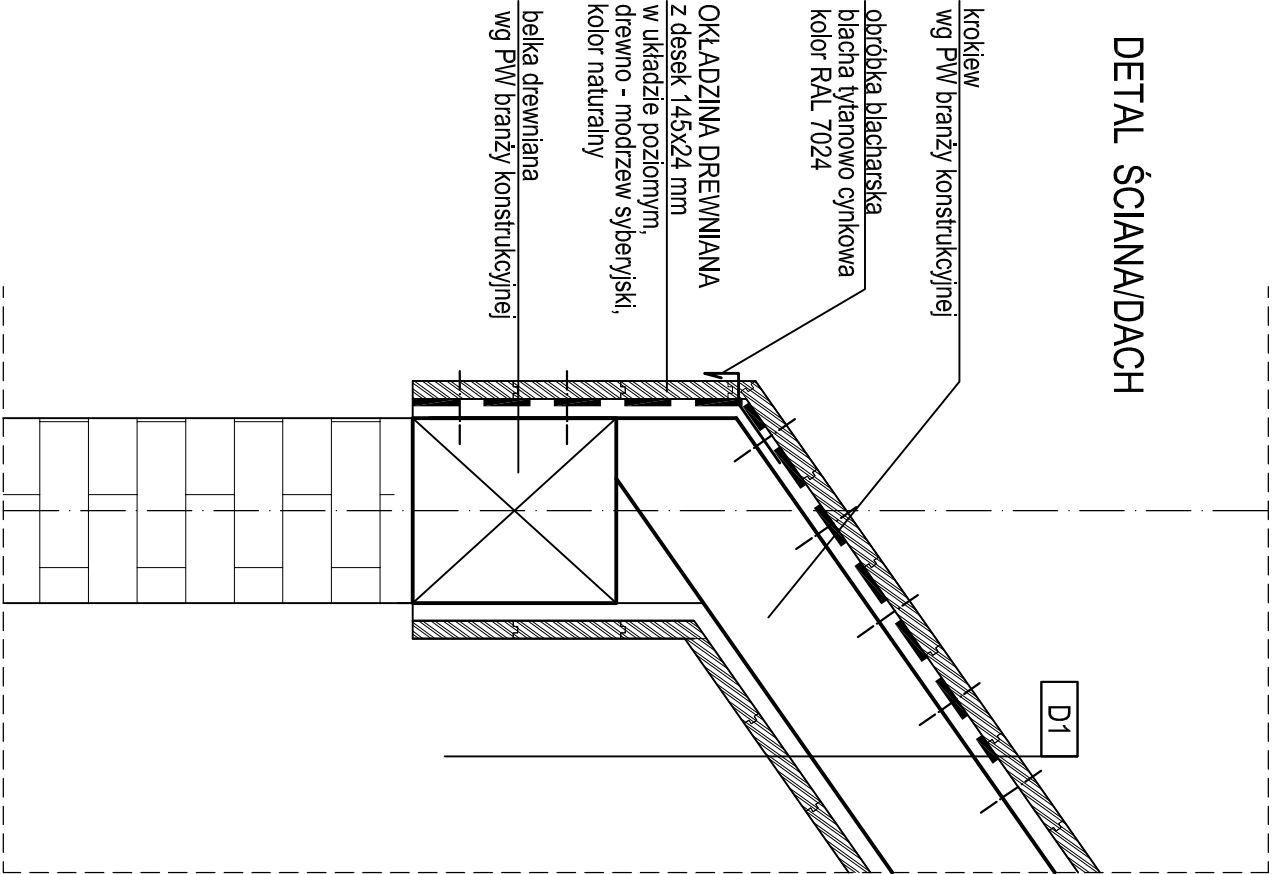 DETAL ŚCIANA/DACH
krokiew
wg PW branży konstrukcyjnej
obróbka blacharska
blacha tytanowo cynkowa
kolor RAL 7024
OKŁADZINA DREWNIANA
z desek 145x24 mm
w układzie poziomym,
drewno - modrzew syberyjski,
kolor naturalny
belka drewniana
wg PW branży konstrukcyjnej
D1